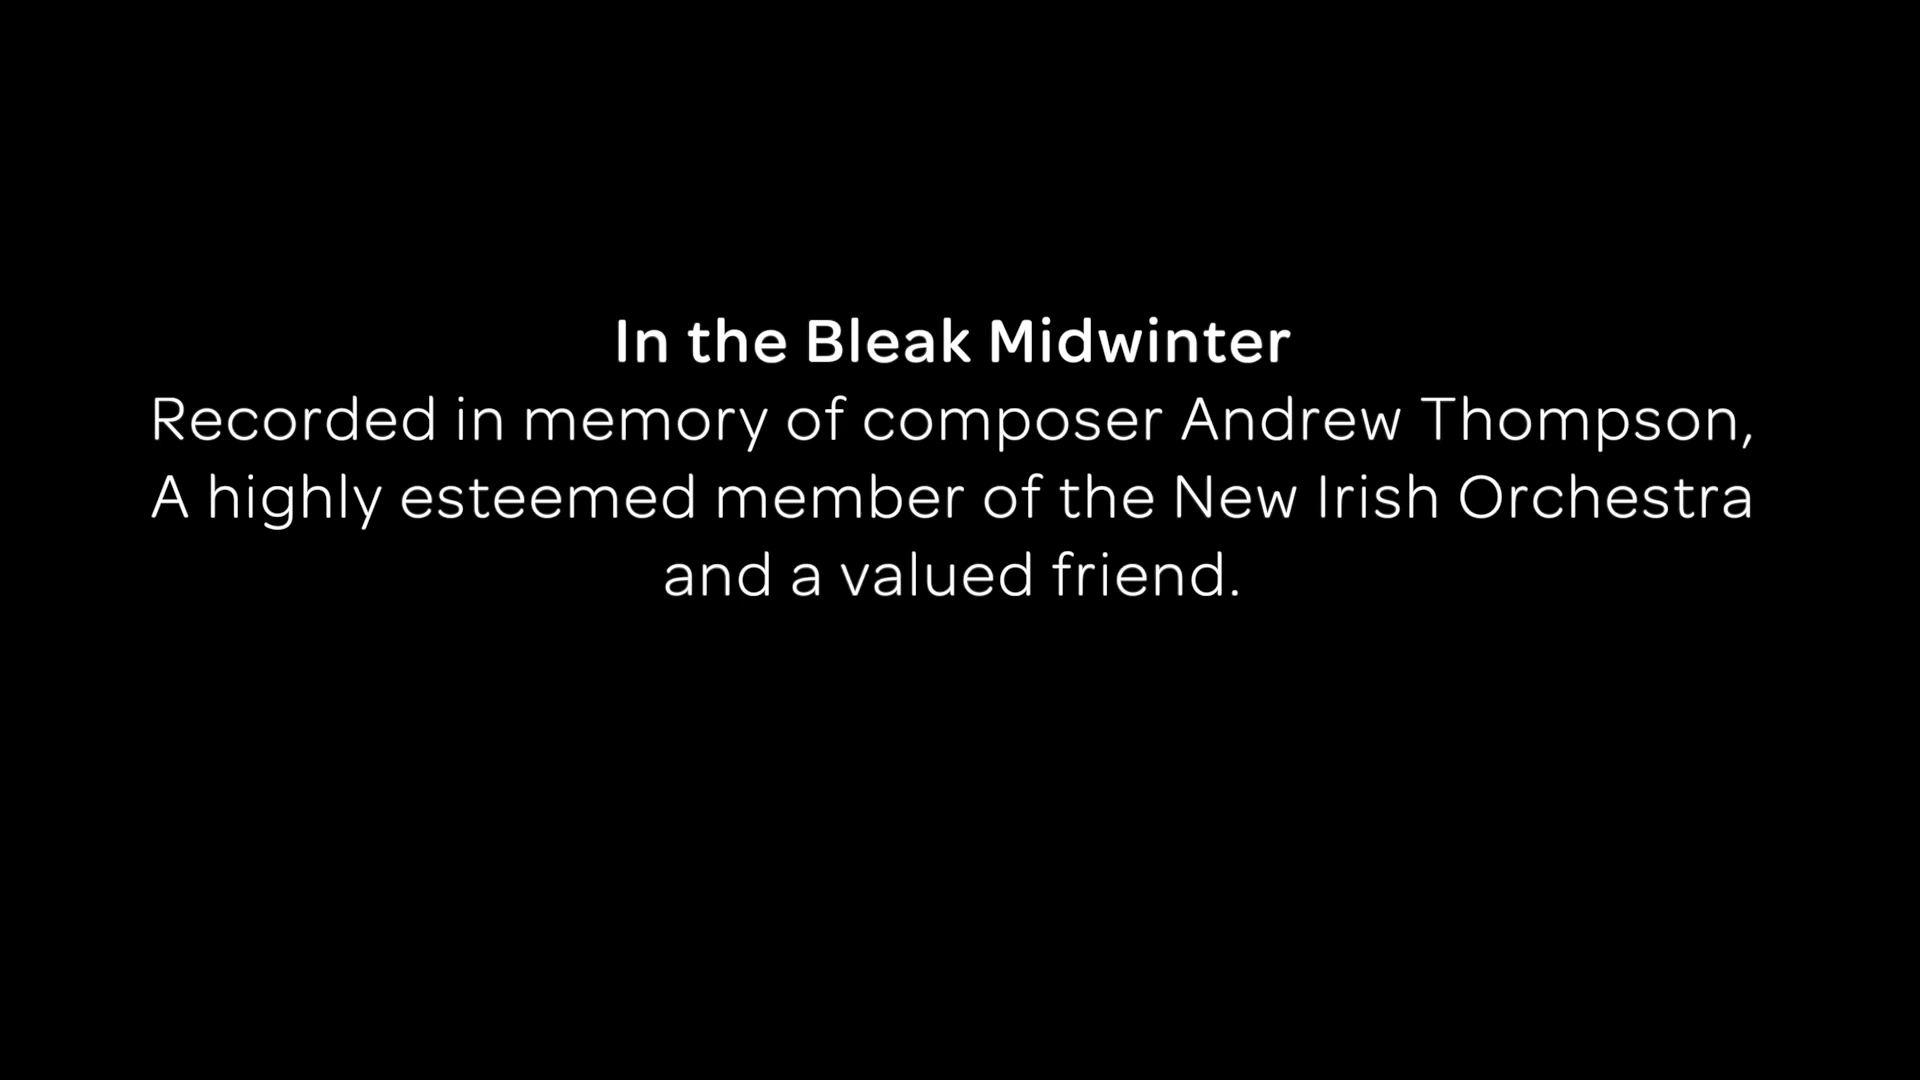 In the Bleak Midwinter
Recorded in memory of composer Andrew Thompson,
A highly esteemed member of the New Irish Orchestra
and a valued friend.